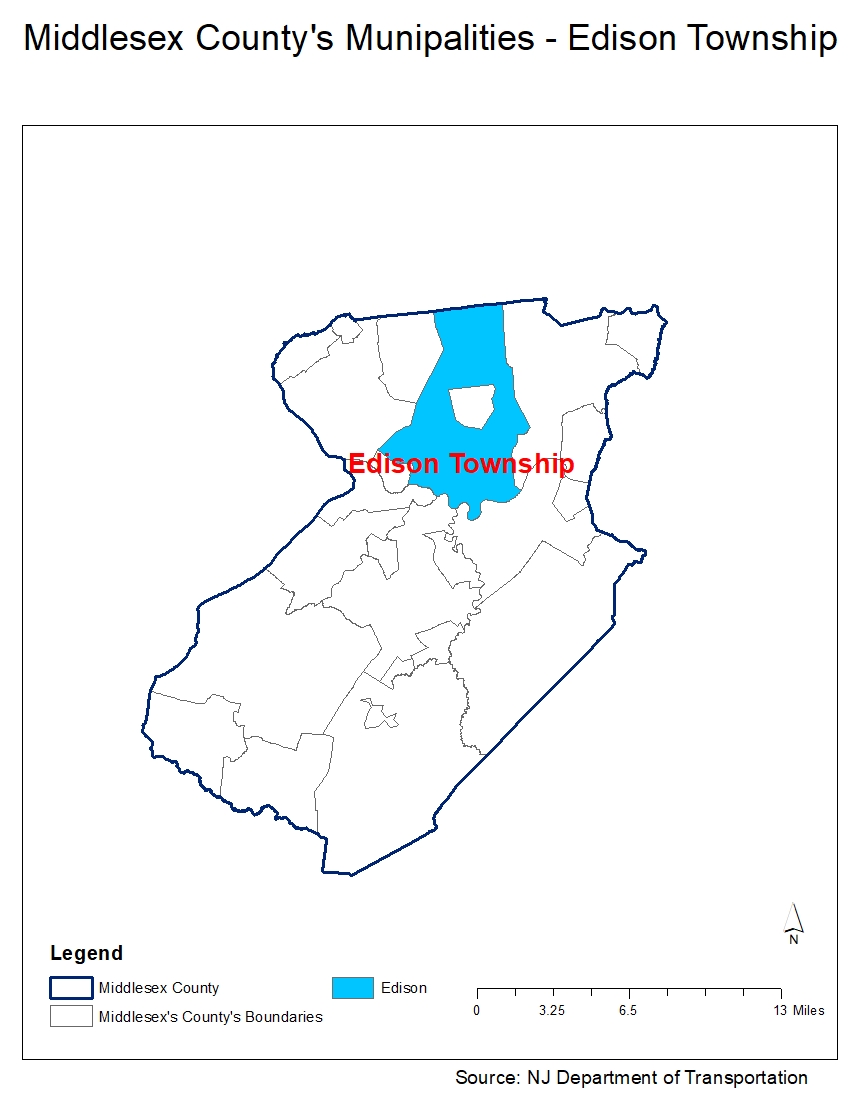 Middlesex County's Munipalities - Edison Township
Edison Township
N
Legend
Middlesex County
Edison
Middlesex's County's Boundaries
0 3.25 6.5 13 Miles
Source: NJ Department of Transportation